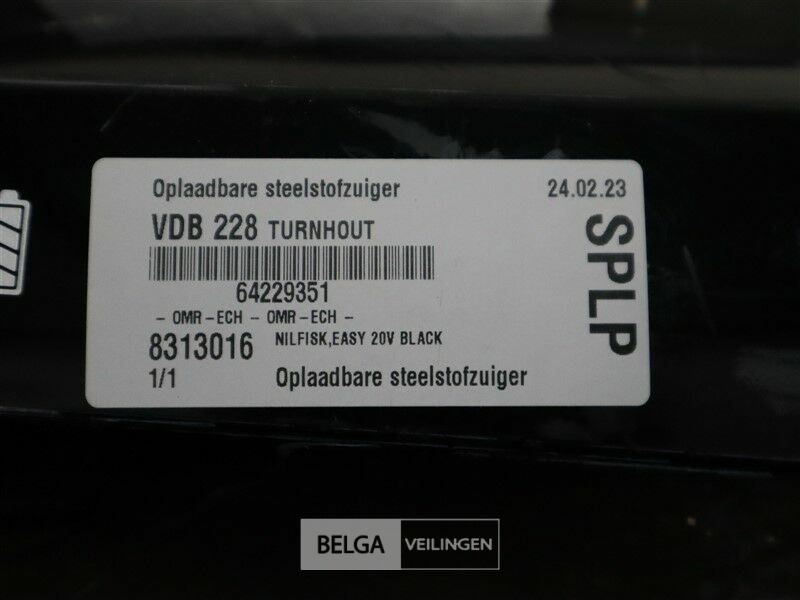 Oplaadbare steelstofzuiger 24.02.23
VDB 228 TURNHOUT
64229351
- OMR-ECH - OMR-ECH -
8313016 NILFISK,EASY 20V BLACK
1/1 Oplaadbare steelstofzuiger
SPLP
BELGA VEILINGEN